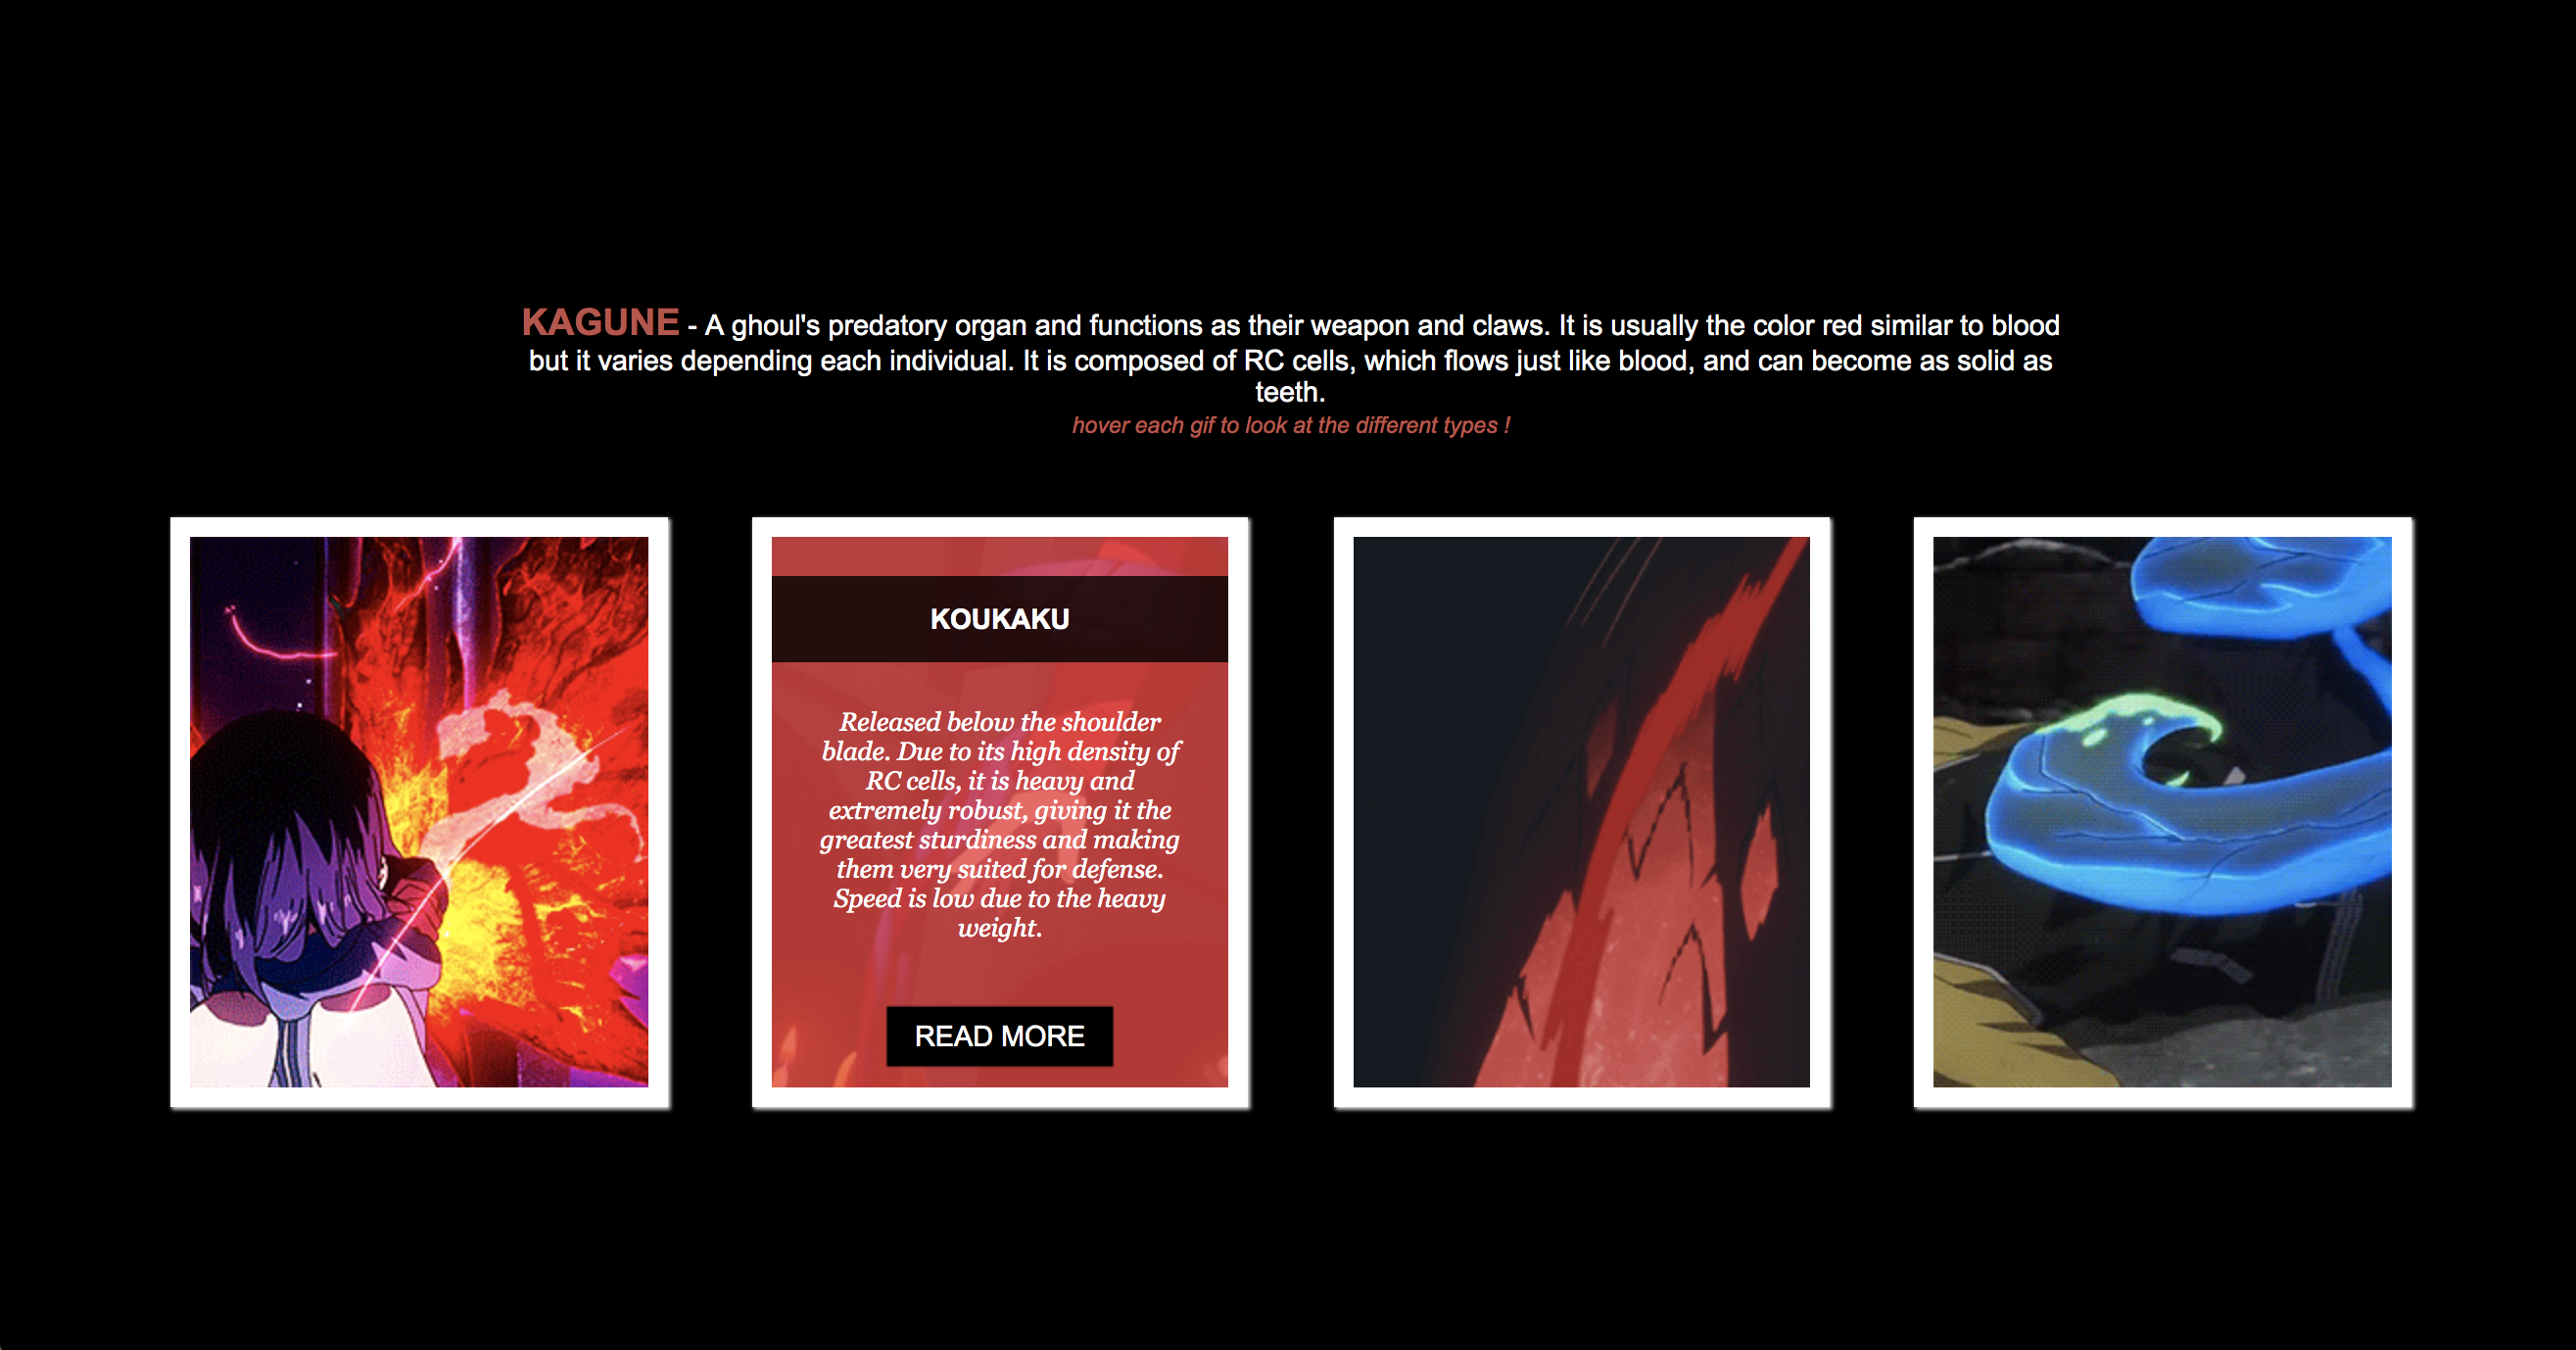 KAGUNE - A ghoul's predatory organ and functions as their weapon and claws. It is usually the color red similar to blood
but it varies depending each individual. It is composed of RC cells, which flows just like blood, and can become as solid as
teeth.
hover each gif to look at the different types !
KOUKAKU
Released below the shoulder
blade. Due to its high density of
RC cells, it is heavy and
extremely robust, giving it the
greatest sturdiness and making
them very suited for defense.
Speed is low due to the heavy
weight.
READ MORE